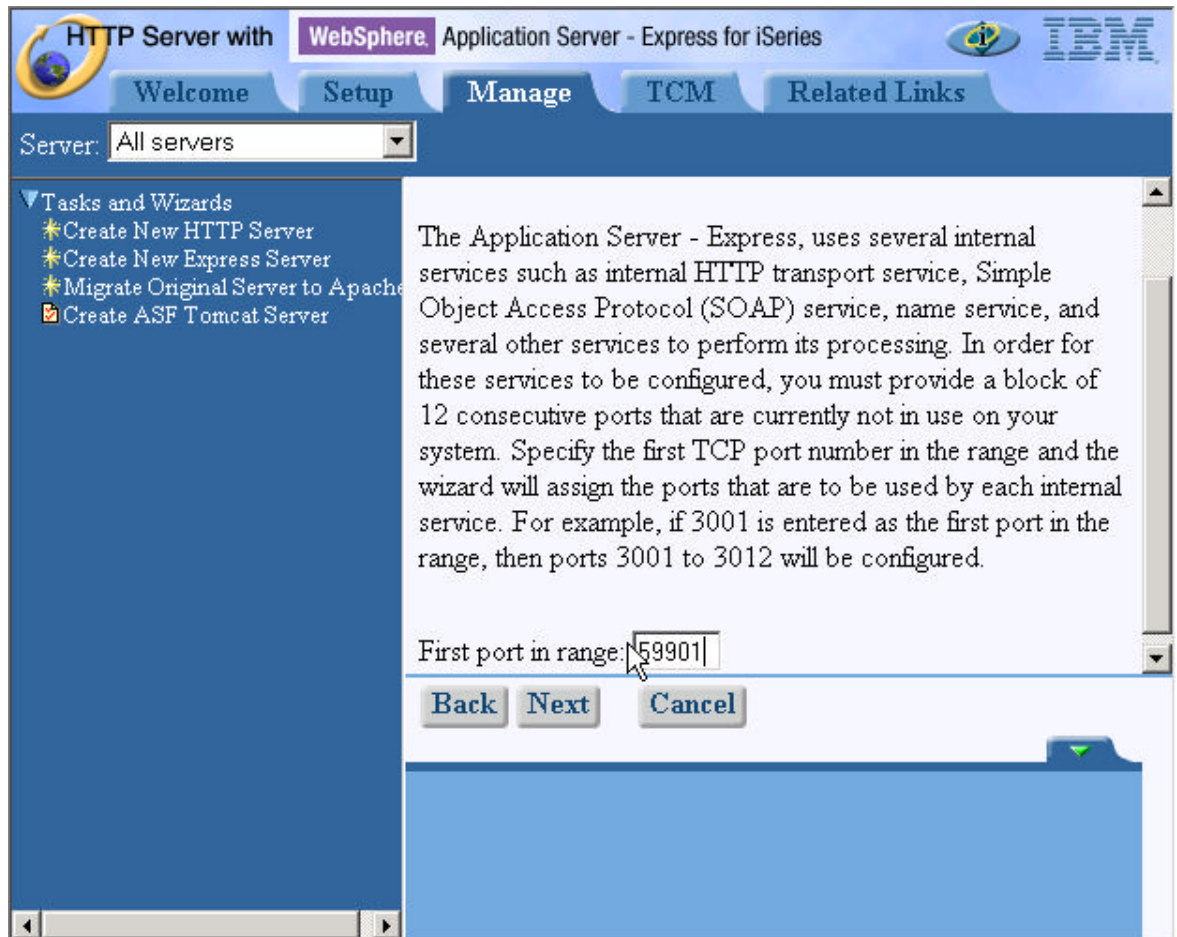 HTTP Server with WebSphere. Application Server - Express for iSeries IBM
Welcome Setup Manage TCM Related Links
Server: All servers
Tasks and Wizards
Create New HTTP Server
Create New Express Server
Migrate Original Server to Apache
Create ASF Tomcat Server
The Application Server - Express, uses several internal
services such as internal HTTP transport service, Simple
Object Access Protocol (SOAP) service, name service, and
several other services to perform its processing. In order for
these services to be configured, you must provide a block of
12 consecutive ports that are currently not in use on your
system. Specify the first TCP port number in the range and the
wizard will assign the ports that are to be used by each internal
service. For example, if 3001 is entered as the first port in the
range, then ports 3001 to 3012 will be configured.
First port in range: 59901
Back Next Cancel